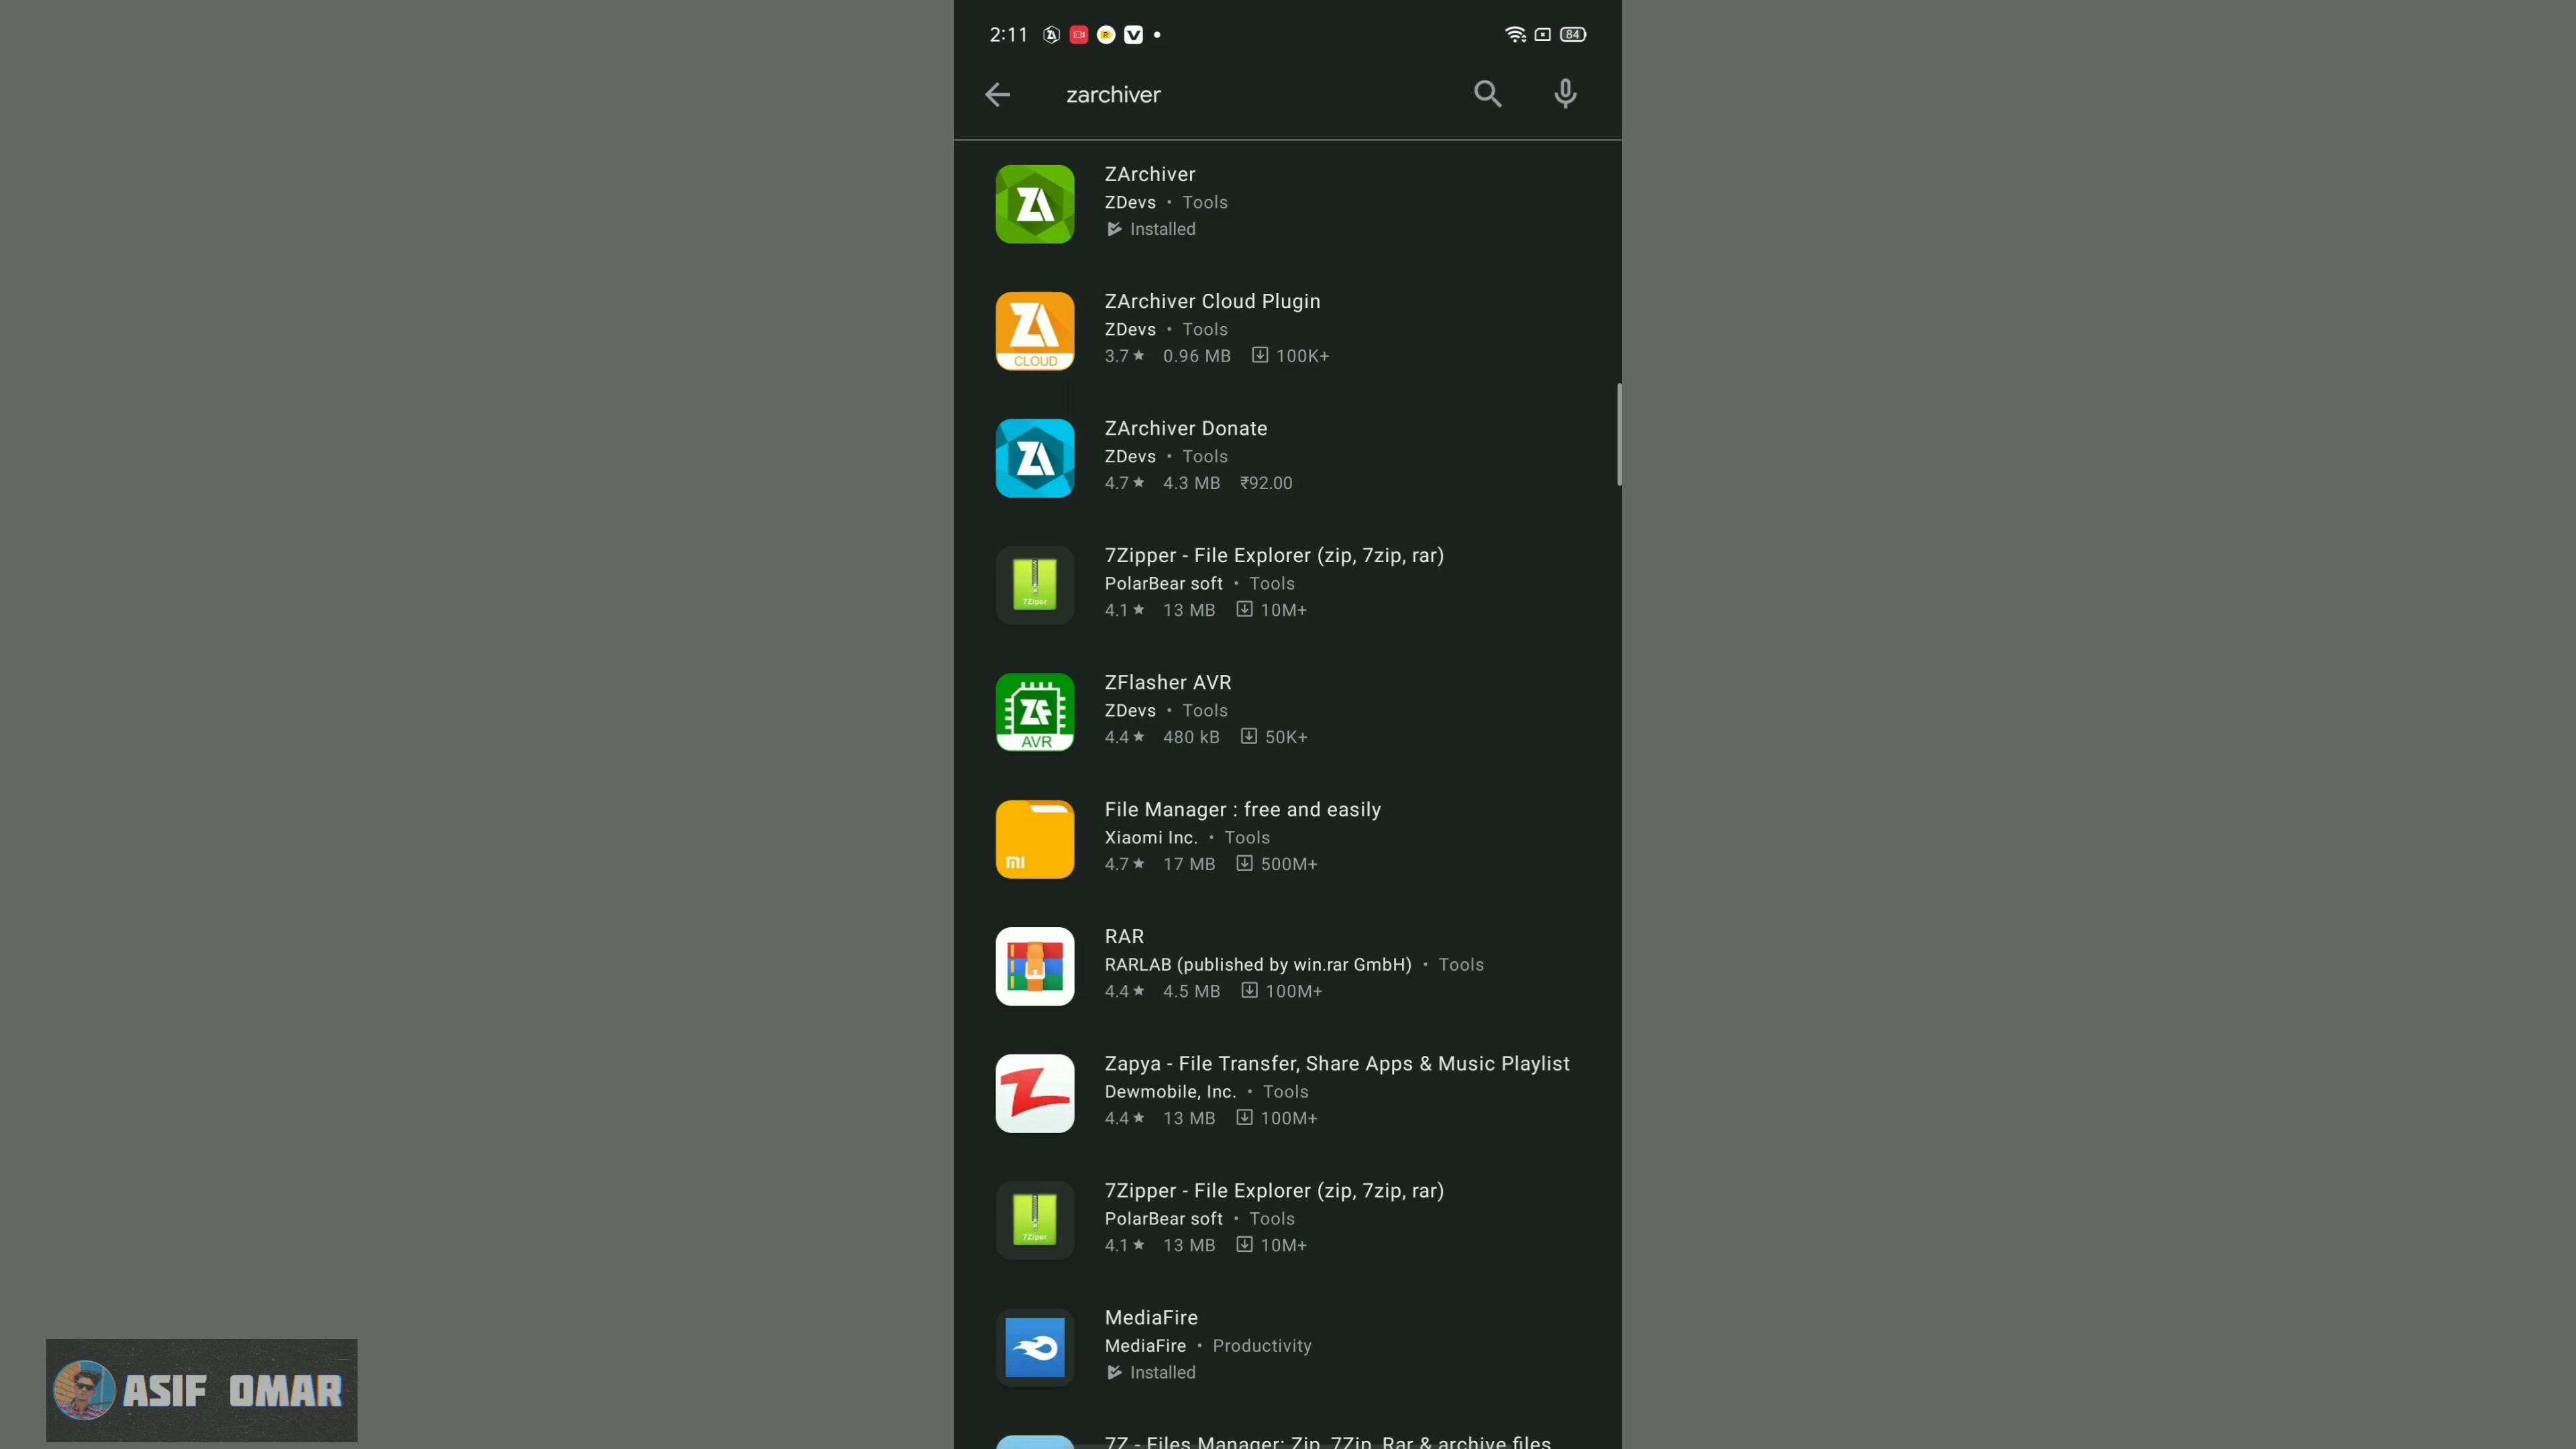 2:11
84
zarchiver
ZArchiver
ZDevs • Tools
Installed
CLOUD
ZArchiver Cloud Plugin
ZDevs • Tools
3.7★ 0.96 MB 100K+
ZArchiver Donate
ZDevs • Tools
4.7★ 4.3 MB ₹92.00
7Zipper - File Explorer (zip, 7zip, rar)
PolarBear soft • Tools
4.1★ 13 MB 10M+
7Ziper
ZFlasher AVR
ZDevs • Tools
4.4★ 480 kB 50K+
AVR
File Manager : free and easily
Xiaomi Inc. • Tools
4.7★ 17 MB 500M+
mi
RAR
RARLAB (published by win.rar GmbH) • Tools
4.4★ 4.5 MB 100M+
Zapya - File Transfer, Share Apps & Music Playlist
Dewmobile, Inc. • Tools
4.4★ 13 MB 100M+
7Zipper - File Explorer (zip, 7zip, rar)
PolarBear soft • Tools
4.1★ 13 MB 10M+
7Ziper
MediaFire
MediaFire • Productivity
Installed
7Z - Files Manager: Zip, 7Zip, Rar & archive files
ASIF OMAR